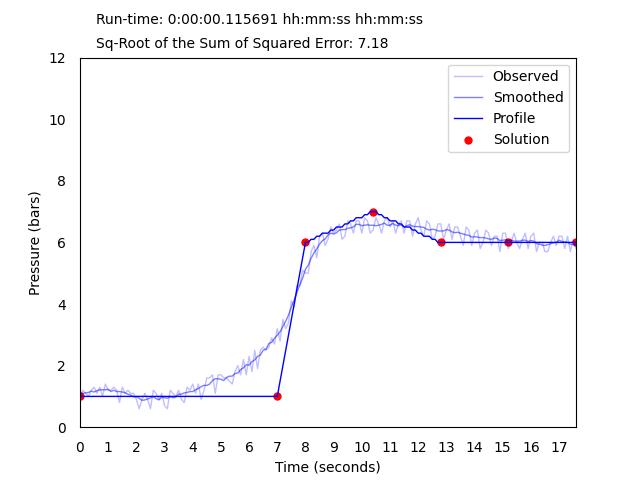 Run-time: 0:00:00.115691 hh:mm:ss hh:mm:ss
Sq-Root of the Sum of Squared Error: 7.18
12
10
8
6
4
2
0
Pressure (bars)
Observed
Smoothed
Profile
Solution
0 1 2 3 4 5 6 7 8 9 10 11 12 13 14 15 16 17
Time (seconds)